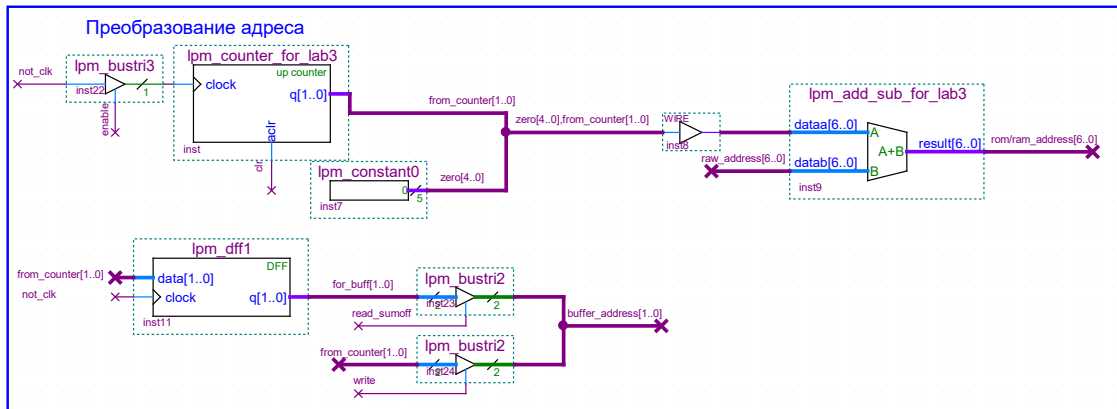 Преобразование адреса
lpm_bustri3
not_clk
inst22
1
enable
lpm_counter_for_lab3
up counter
clock
q[1..0]
aclr
inst
clr
lpm_constant0
0
5
inst7
zero[4..0]
from_counter[1..0]
zero[4..0],from_counter[1..0]
WIRE
inst8
raw_address[6..0]
lpm_add_sub_for_lab3
dataa[6..0]
A
A+B
datab[6..0]
B
result[6..0]
inst9
rom/ram_address[6..0]
lpm_dff1
DFF
from_counter[1..0]
data[1..0]
not_clk
clock
q[1..0]
inst11
for_buff[1..0]
lpm_bustri2
2
inst23
2
read_sumoff
buffer_address[1..0]
lpm_bustri2
from_counter[1..0]
2
inst24
2
write